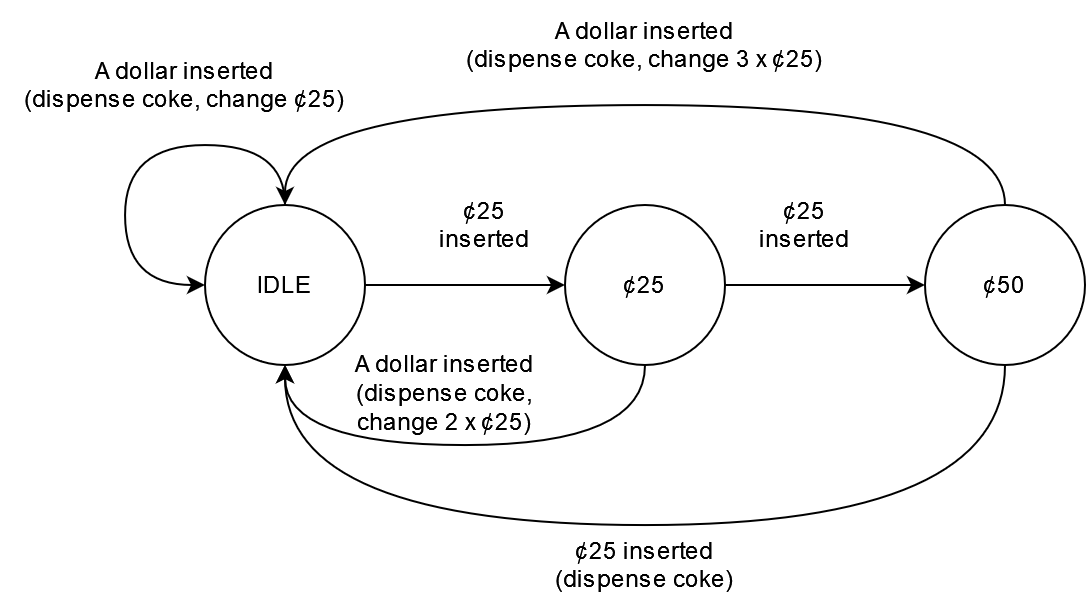 A dollar inserted
(dispense coke, change 3 x ¢25)
A dollar inserted
(dispense coke, change ¢25)
¢25
inserted
¢25
inserted
IDLE
¢25
¢50
A dollar inserted
(dispense coke,
change 2 x ¢25)
¢25 inserted
(dispense coke)